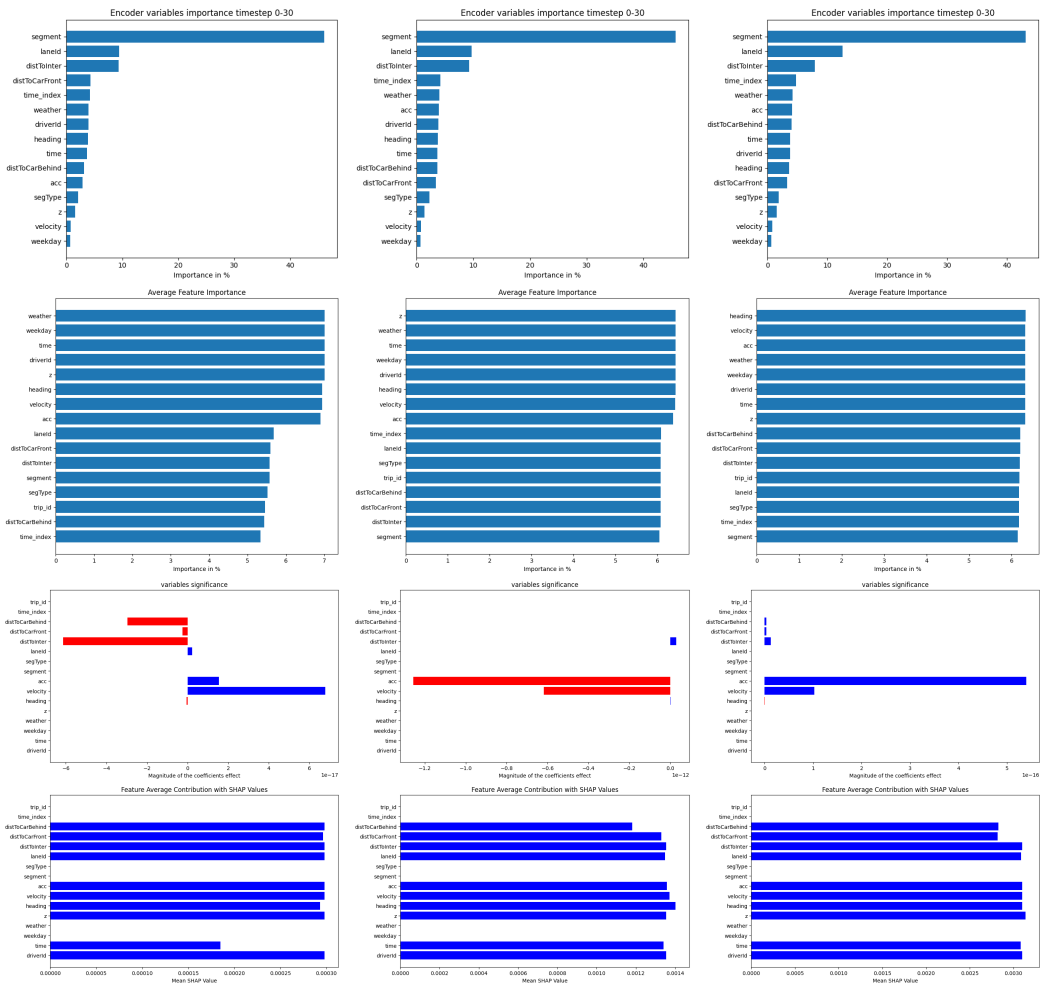 Encoder variables importance timestep 0-30
segment
laneId
distToInter
distToCarFront
time_index
weather
driverId
heading
time
distToCarBehind
acc
segType
z
velocity
weekday
0 10 20 30 40
Importance in %
Encoder variables importance timestep 0-30
segment
laneId
distToInter
time_index
weather
acc
driverId
heading
time
distToCarBehind
distToCarFront
segType
z
velocity
weekday
0 10 20 30 40
Importance in %
Encoder variables importance timestep 0-30
segment
laneId
distToInter
time_index
weather
acc
distToCarBehind
time
driverId
heading
distToCarFront
segType
z
velocity
weekday
0 10 20 30 40
Importance in %
Average Feature Importance
weather
weekday
time
driverId
z
heading
velocity
acc
laneId
distToCarFront
distToInter
segment
segType
trip_id
distToCarBehind
time_index
0 1 2 3 4 5 6 7
Importance in %
Average Feature Importance
z
weather
time
weekday
driverId
heading
velocity
acc
time_index
laneId
segType
trip_id
distToCarBehind
distToCarFront
distToInter
segment
0 1 2 3 4 5 6
Importance in %
Average Feature Importance
heading
velocity
acc
weather
weekday
driverId
time
z
distToCarBehind
distToCarFront
distToInter
trip_id
laneId
segType
time_index
segment
0 1 2 3 4 5 6
Importance in %
variables significance
trip_id
time_index
distToCarBehind
distToCarFront
distToInter
laneId
segType
segment
acc
velocity
heading
z
weather
weekday
time
driverId
−6 −4 −2 0 2 4 6
1e−17
Magnitude of the coefficients effect
variables significance
trip_id
time_index
distToCarBehind
distToCarFront
distToInter
laneId
segType
segment
acc
velocity
heading
z
weather
weekday
time
driverId
−1.2 −1.0 −0.8 −0.6 −0.4 −0.2 0.0
1e−12
Magnitude of the coefficients effect
variables significance
trip_id
time_index
distToCarBehind
distToCarFront
distToInter
laneId
segType
segment
acc
velocity
heading
z
weather
weekday
time
driverId
0 1 2 3 4 5
1e−16
Magnitude of the coefficients effect
Feature Average Contribution with SHAP Values
trip_id
time_index
distToCarBehind
distToCarFront
distToInter
laneId
segType
segment
acc
velocity
heading
z
weather
weekday
time
driverId
0.00000 0.00005 0.00010 0.00015 0.00020 0.00025 0.00030
Mean SHAP Value
Feature Average Contribution with SHAP Values
trip_id
time_index
distToCarBehind
distToCarFront
distToInter
laneId
segType
segment
acc
velocity
heading
z
weather
weekday
time
driverId
0.0000 0.0002 0.0004 0.0006 0.0008 0.0010 0.0012 0.0014
Mean SHAP Value
Feature Average Contribution with SHAP Values
trip_id
time_index
distToCarBehind
distToCarFront
distToInter
laneId
segType
segment
acc
velocity
heading
z
weather
weekday
time
driverId
0.0000 0.0005 0.0010 0.0015 0.0020 0.0025 0.0030
Mean SHAP Value